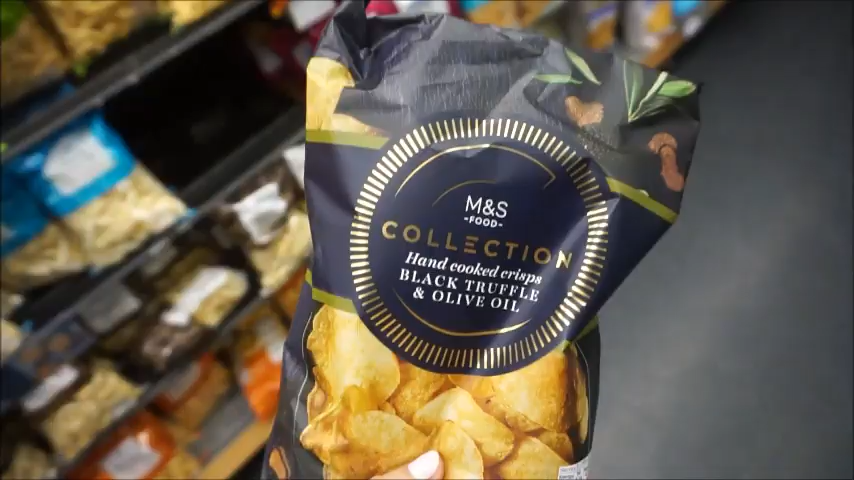 M&S
-FOOD-
COLLECTION
Hand cooked crisps
BLACK TRUFFLE
& OLIVE OIL